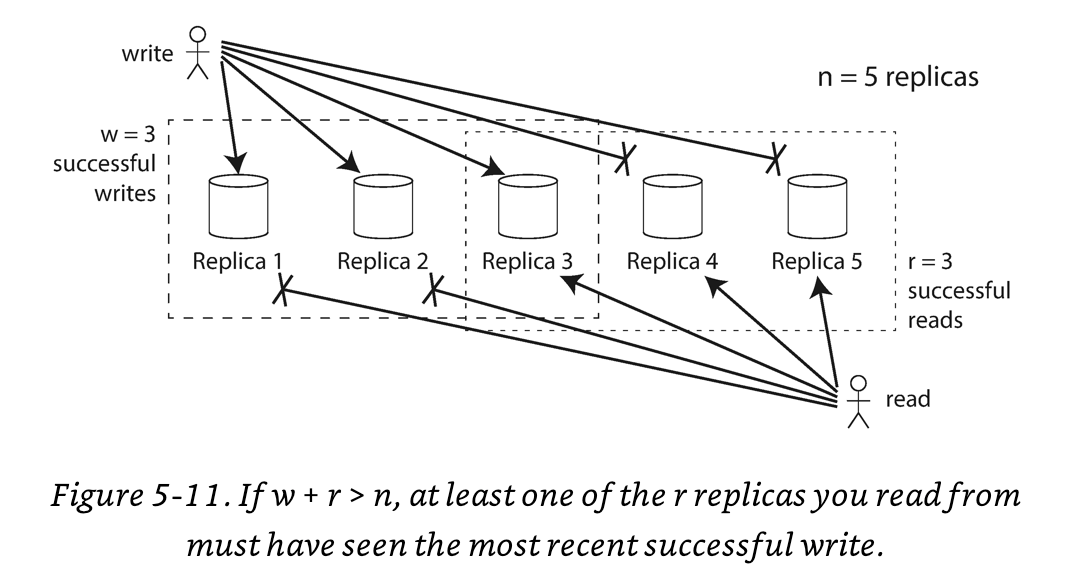 write
n = 5 replicas
w = 3
successful
writes
Replica 1
Replica 2
Replica 3
Replica 4
Replica 5
r = 3
successful
reads
read
Figure 5-11. If w + r > n, at least one of the r replicas you read from
must have seen the most recent successful write.